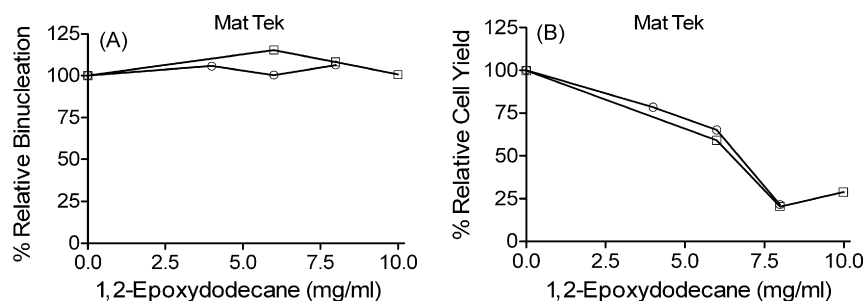 Mat Tek
(A)
% Relative Binucleation
125
100
75
50
25
0
0.0 2.5 5.0 7.5 10.0
1,2-Epoxydodecane (mg/ml)
Mat Tek
(B)
% Relative Cell Yield
125
100
75
50
25
0
0.0 2.5 5.0 7.5 10.0
1,2-Epoxydodecane (mg/ml)